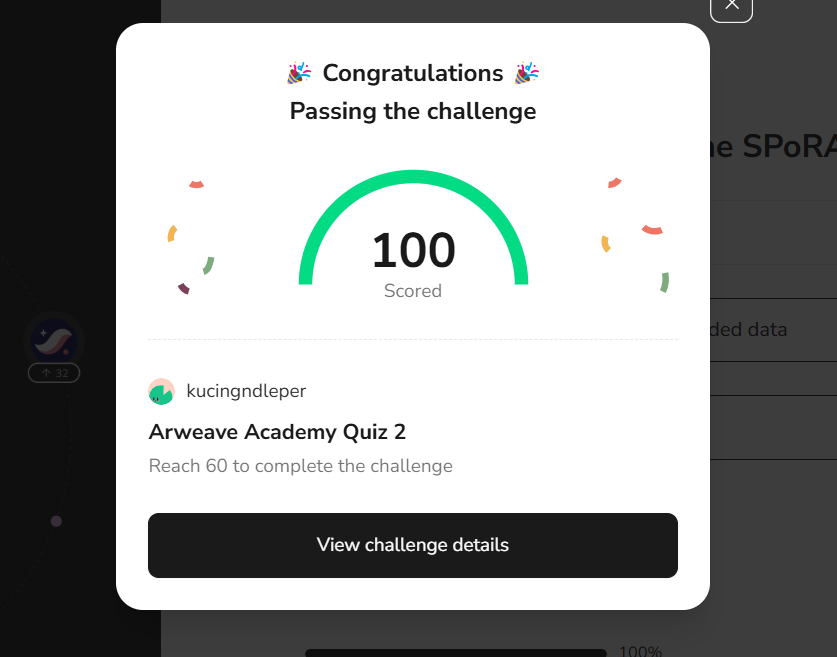 Congratulations
Passing the challenge
ne SPoRA
100
Scored
ded data
32
kucingndleper
Arweave Academy Quiz 2
Reach 60 to complete the challenge
View challenge details
100%